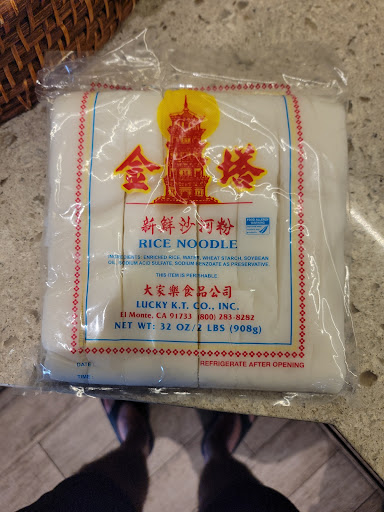 金塔
新鮮沙河粉
RICE NOODLE
INGREDIENTS: ENRICHED RICE, WATER, WHEAT STARCH, SOYBEAN
OIL, SODIUM ACID SULFATE, SODIUM BENZOATE AS PRESERVATIVE.
THIS ITEM IS PERISHABLE
大家樂食品公司
LUCKY K.T. CO., INC.
El Monte, CA 91733 (800) 283-8282
NET WT: 32 OZ/2 LBS (908g)
DATE:
REFRIGERATE AFTER OPENING
TIME: